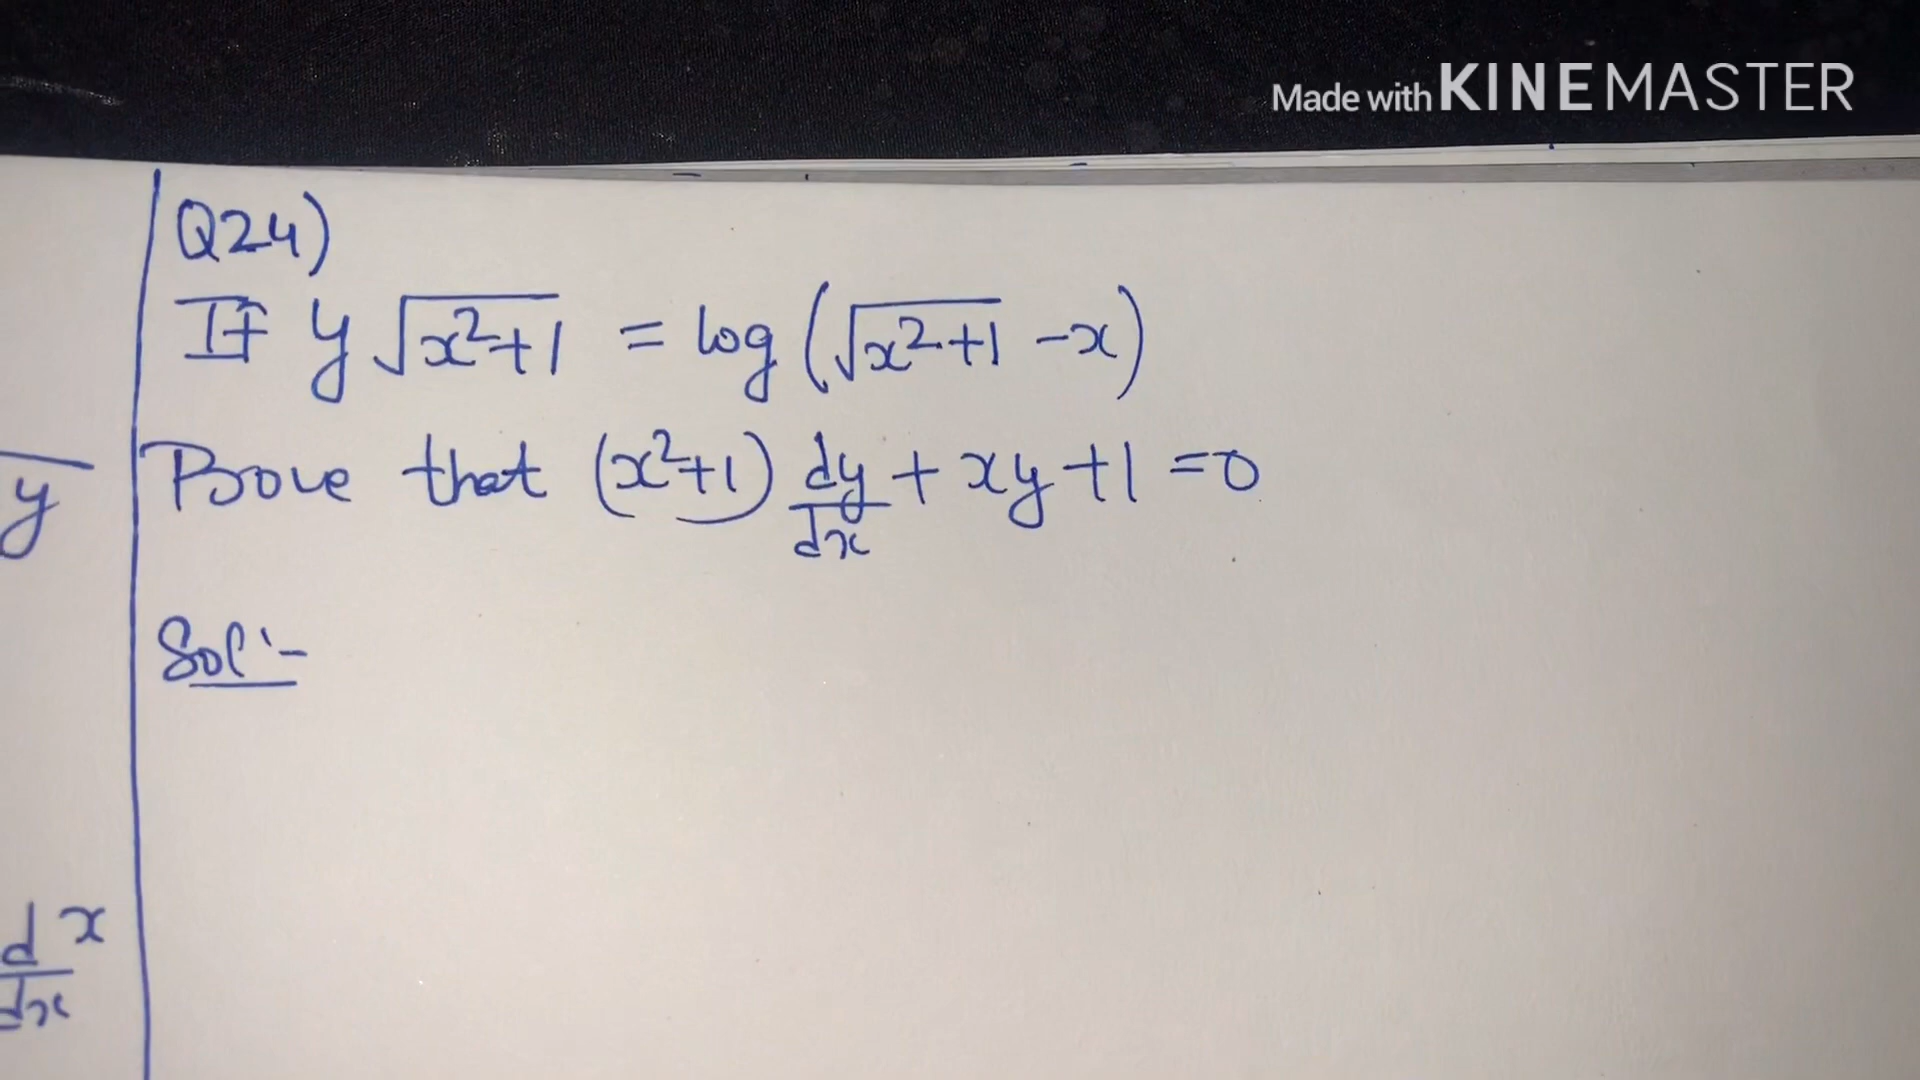 Made with KINEMASTER
Q24)
If y √x²+1 = log (√x²+1 -x)
y
Prove that (x²+1) dy/dx + xy +1 =0
Sol:-
d/dx x